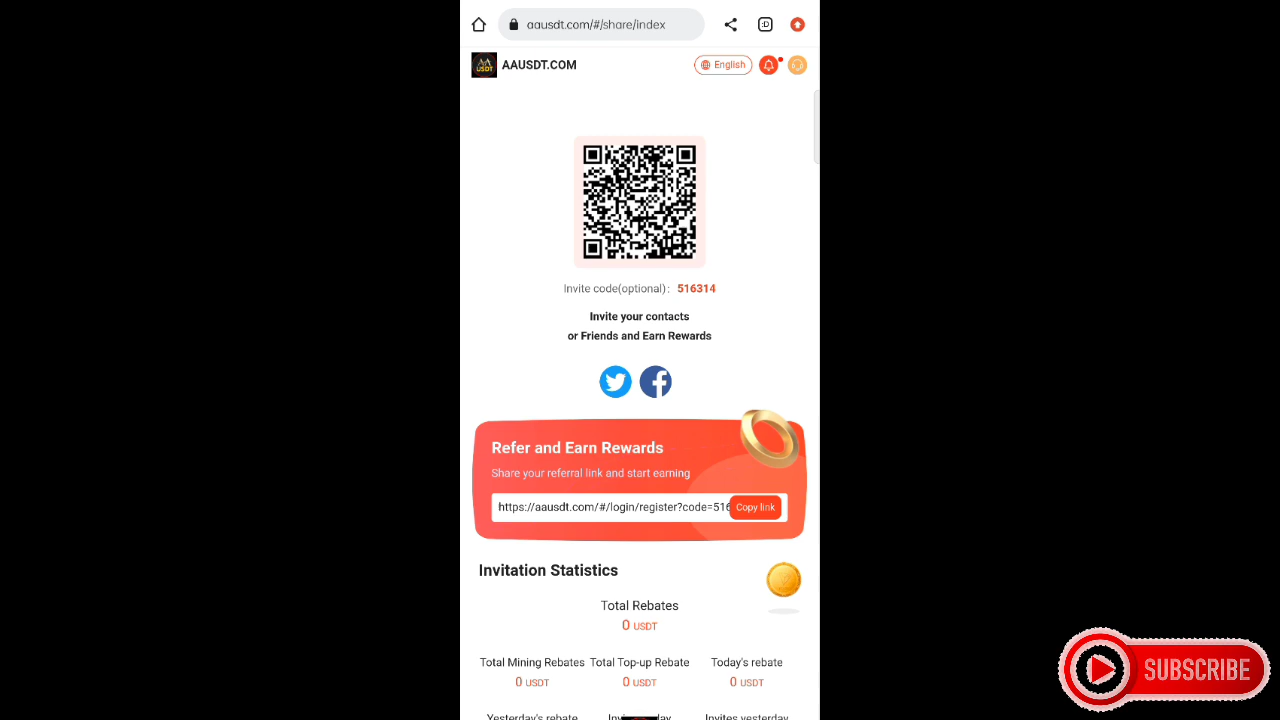 aausdt.com/#/share/index
:D
AA
USDT
AAUSDT.COM
English
Invite code(optional): 516314
Invite your contacts
or Friends and Earn Rewards
Refer and Earn Rewards
Share your referral link and start earning
https://aausdt.com/#/login/register?code=516
Copy link
Invitation Statistics
Total Rebates
0 USDT
Total Mining Rebates Total Top-up Rebate Today's rebate
0 USDT 0 USDT 0 USDT
Yesterday's rebate Invites yesterday
SUBSCRIBE